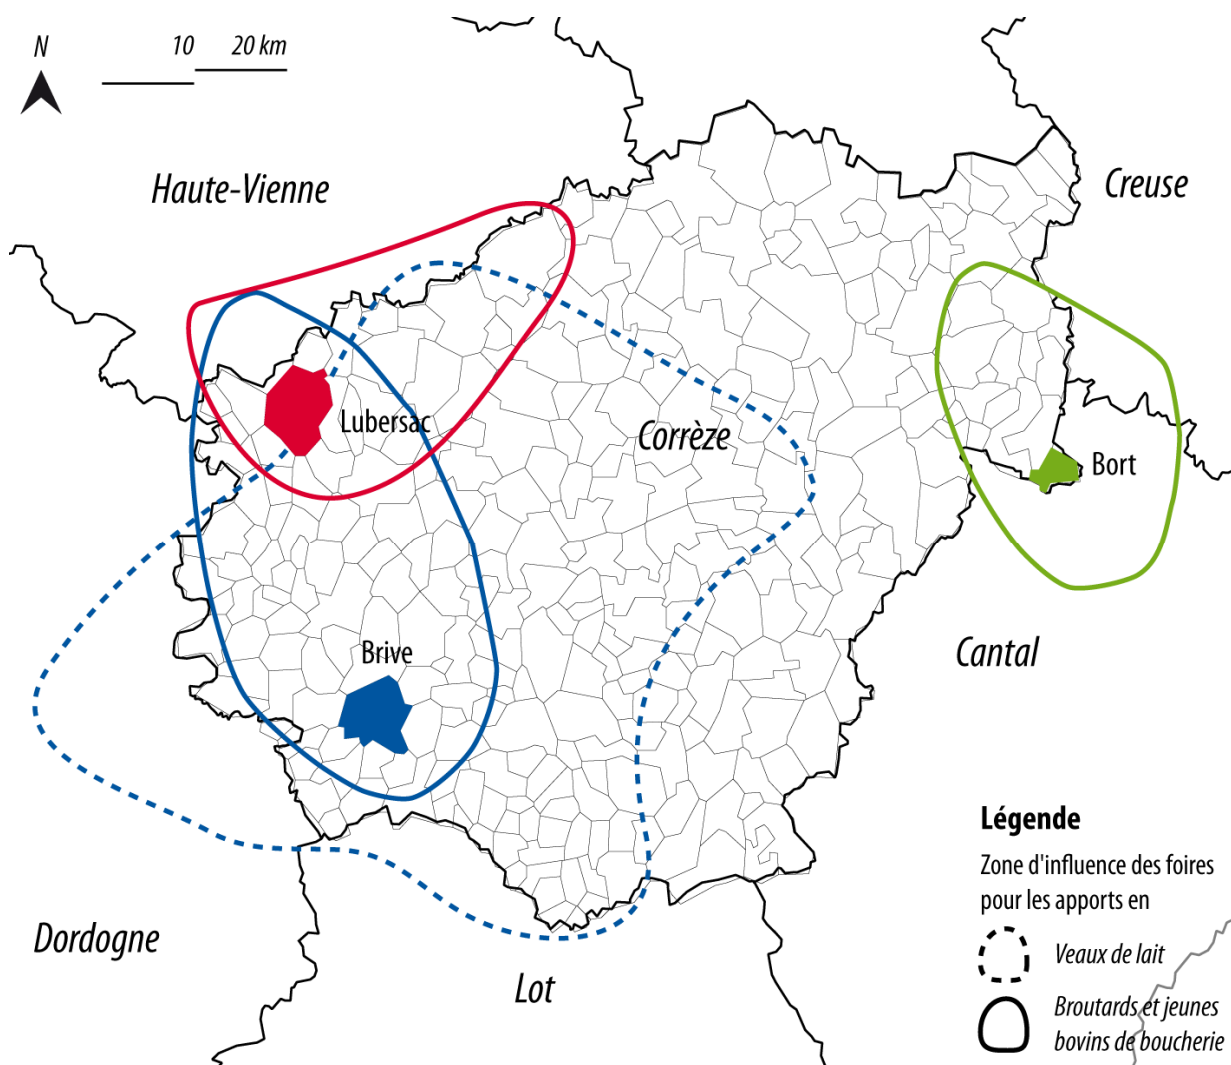 N
10 20 km
Haute-Vienne
Creuse
Lubersac
Corrèze
Bort
Brive
Cantal
Légende
Zone d'influence des foires
pour les apports en
Dordogne
Veaux de lait
Lot
Broutards et jeunes
bovins de boucherie